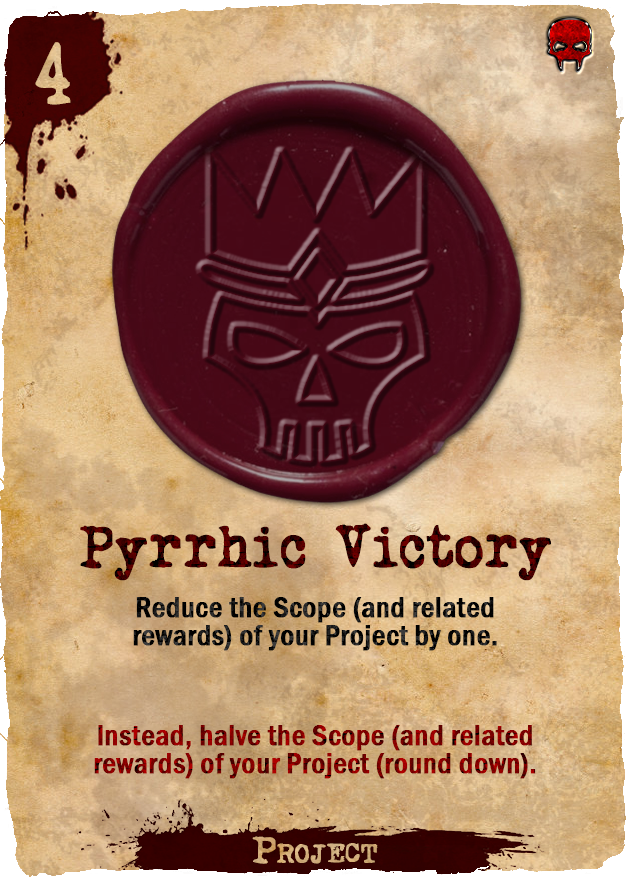 4
Pyrrhic Victory
Reduce the Scope (and related
rewards) of your Project by one.
Instead, halve the Scope (and related
rewards) of your Project (round down).
Project